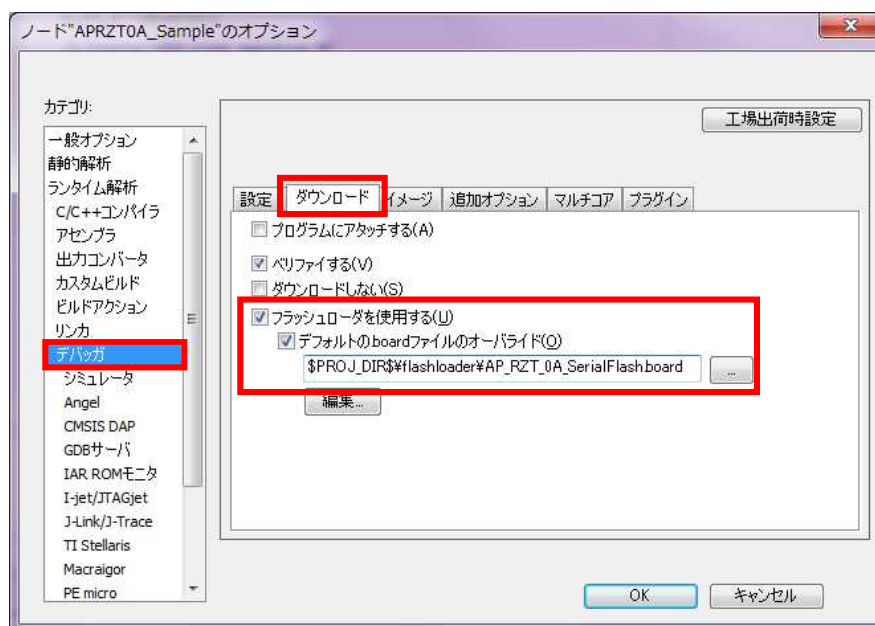 ノード"APRZT0A_Sample"のオプション
カテゴリ:
一般オプション
静的解析
ランタイム解析
C/C++コンパイラ
アセンブラ
出力コンバータ
カスタムビルド
ビルドアクション
リンカ
デバッガ
シミュレータ
Angel
CMSIS DAP
GDBサーバ
IAR ROMモニタ
I-jet/JTAGjet
J-Link/J-Trace
TI Stellaris
Macraigor
PE micro
工場出荷時設定
設定 ダウンロード イメージ 追加オプション マルチコア プラグイン
プログラムにアタッチする(A)
ベリファイする(V)
ダウンロードしない(S)
フラッシュローダを使用する(U)
デフォルトのboardファイルのオーバライド(O)
$PROJ_DIR$¥flashloader¥AP_RZT_0A_SerialFlash.board
...
編集...
OK キャンセル